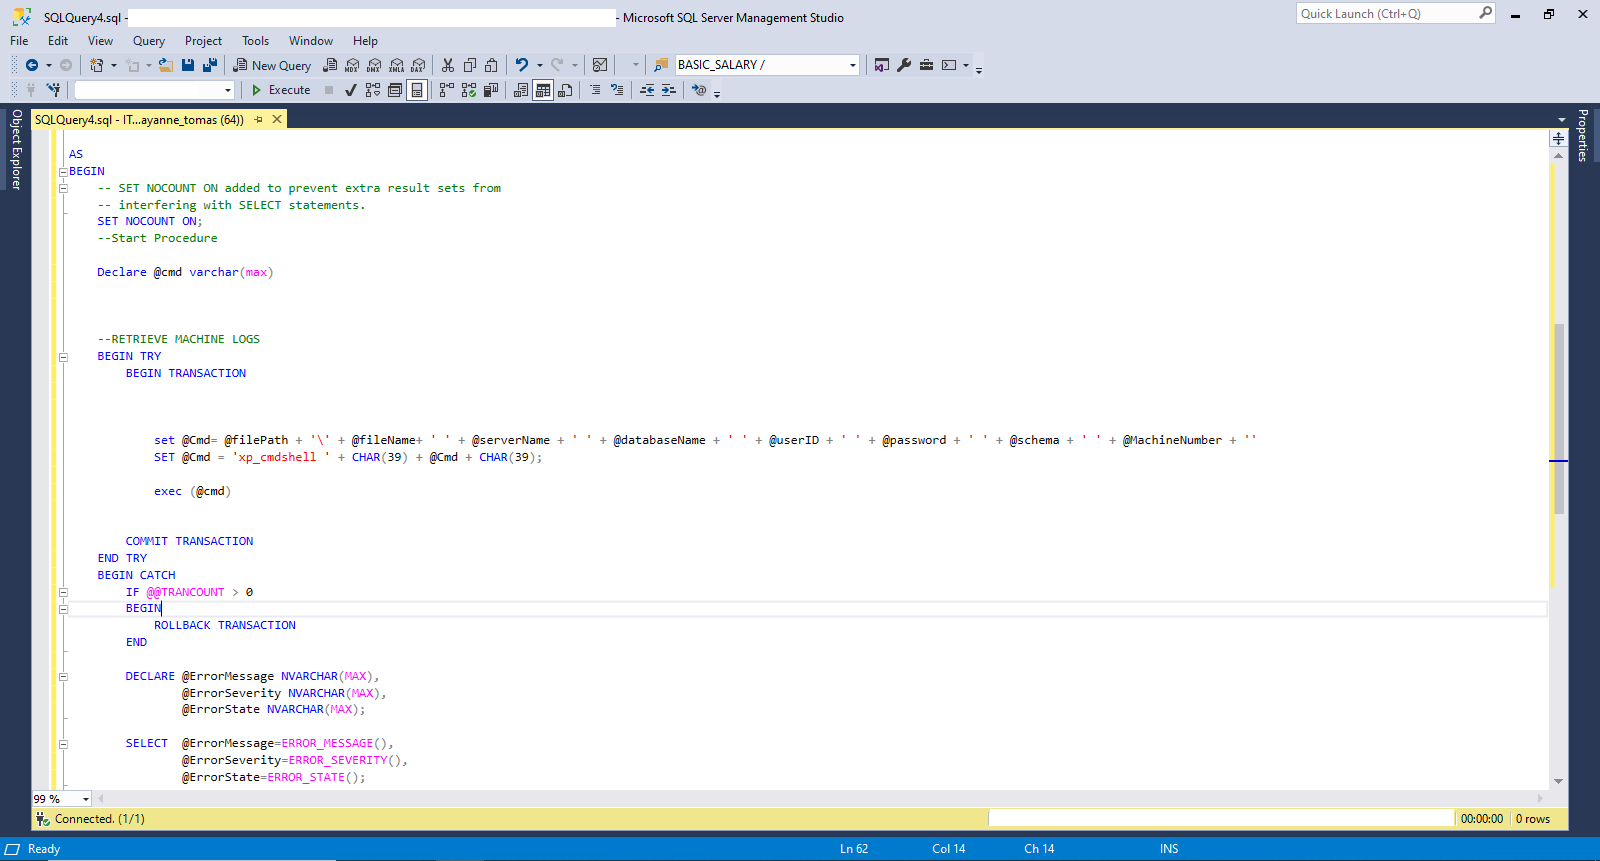 SQLQuery4.sql -
- Microsoft SQL Server Management Studio
Quick Launch (Ctrl+Q)
File Edit View Query Project Tools Window Help
New Query MDX DMX XMLA DAX BASIC_SALARY /
Execute
Object Explorer
SQLQuery4.sql - IT...ayanne_tomas (64))
Properties
AS
BEGIN
-- SET NOCOUNT ON added to prevent extra result sets from
-- interfering with SELECT statements.
SET NOCOUNT ON;
--Start Procedure
Declare @cmd varchar(max)
--RETRIEVE MACHINE LOGS
BEGIN TRY
BEGIN TRANSACTION
set @Cmd= @filePath + '\' + @fileName+ ' ' + @serverName + ' ' + @databaseName + ' ' + @userID + ' ' + @password + ' ' + @schema + ' ' + @MachineNumber + ''
SET @Cmd = 'xp_cmdshell ' + CHAR(39) + @Cmd + CHAR(39);
exec (@cmd)
COMMIT TRANSACTION
END TRY
BEGIN CATCH
IF @@TRANCOUNT > 0
BEGIN
ROLLBACK TRANSACTION
END
DECLARE @ErrorMessage NVARCHAR(MAX),
@ErrorSeverity NVARCHAR(MAX),
@ErrorState NVARCHAR(MAX);
SELECT @ErrorMessage=ERROR_MESSAGE(),
@ErrorSeverity=ERROR_SEVERITY(),
@ErrorState=ERROR_STATE();
99 %
Connected. (1/1) 00:00:00 0 rows
Ready Ln 62 Col 14 Ch 14 INS